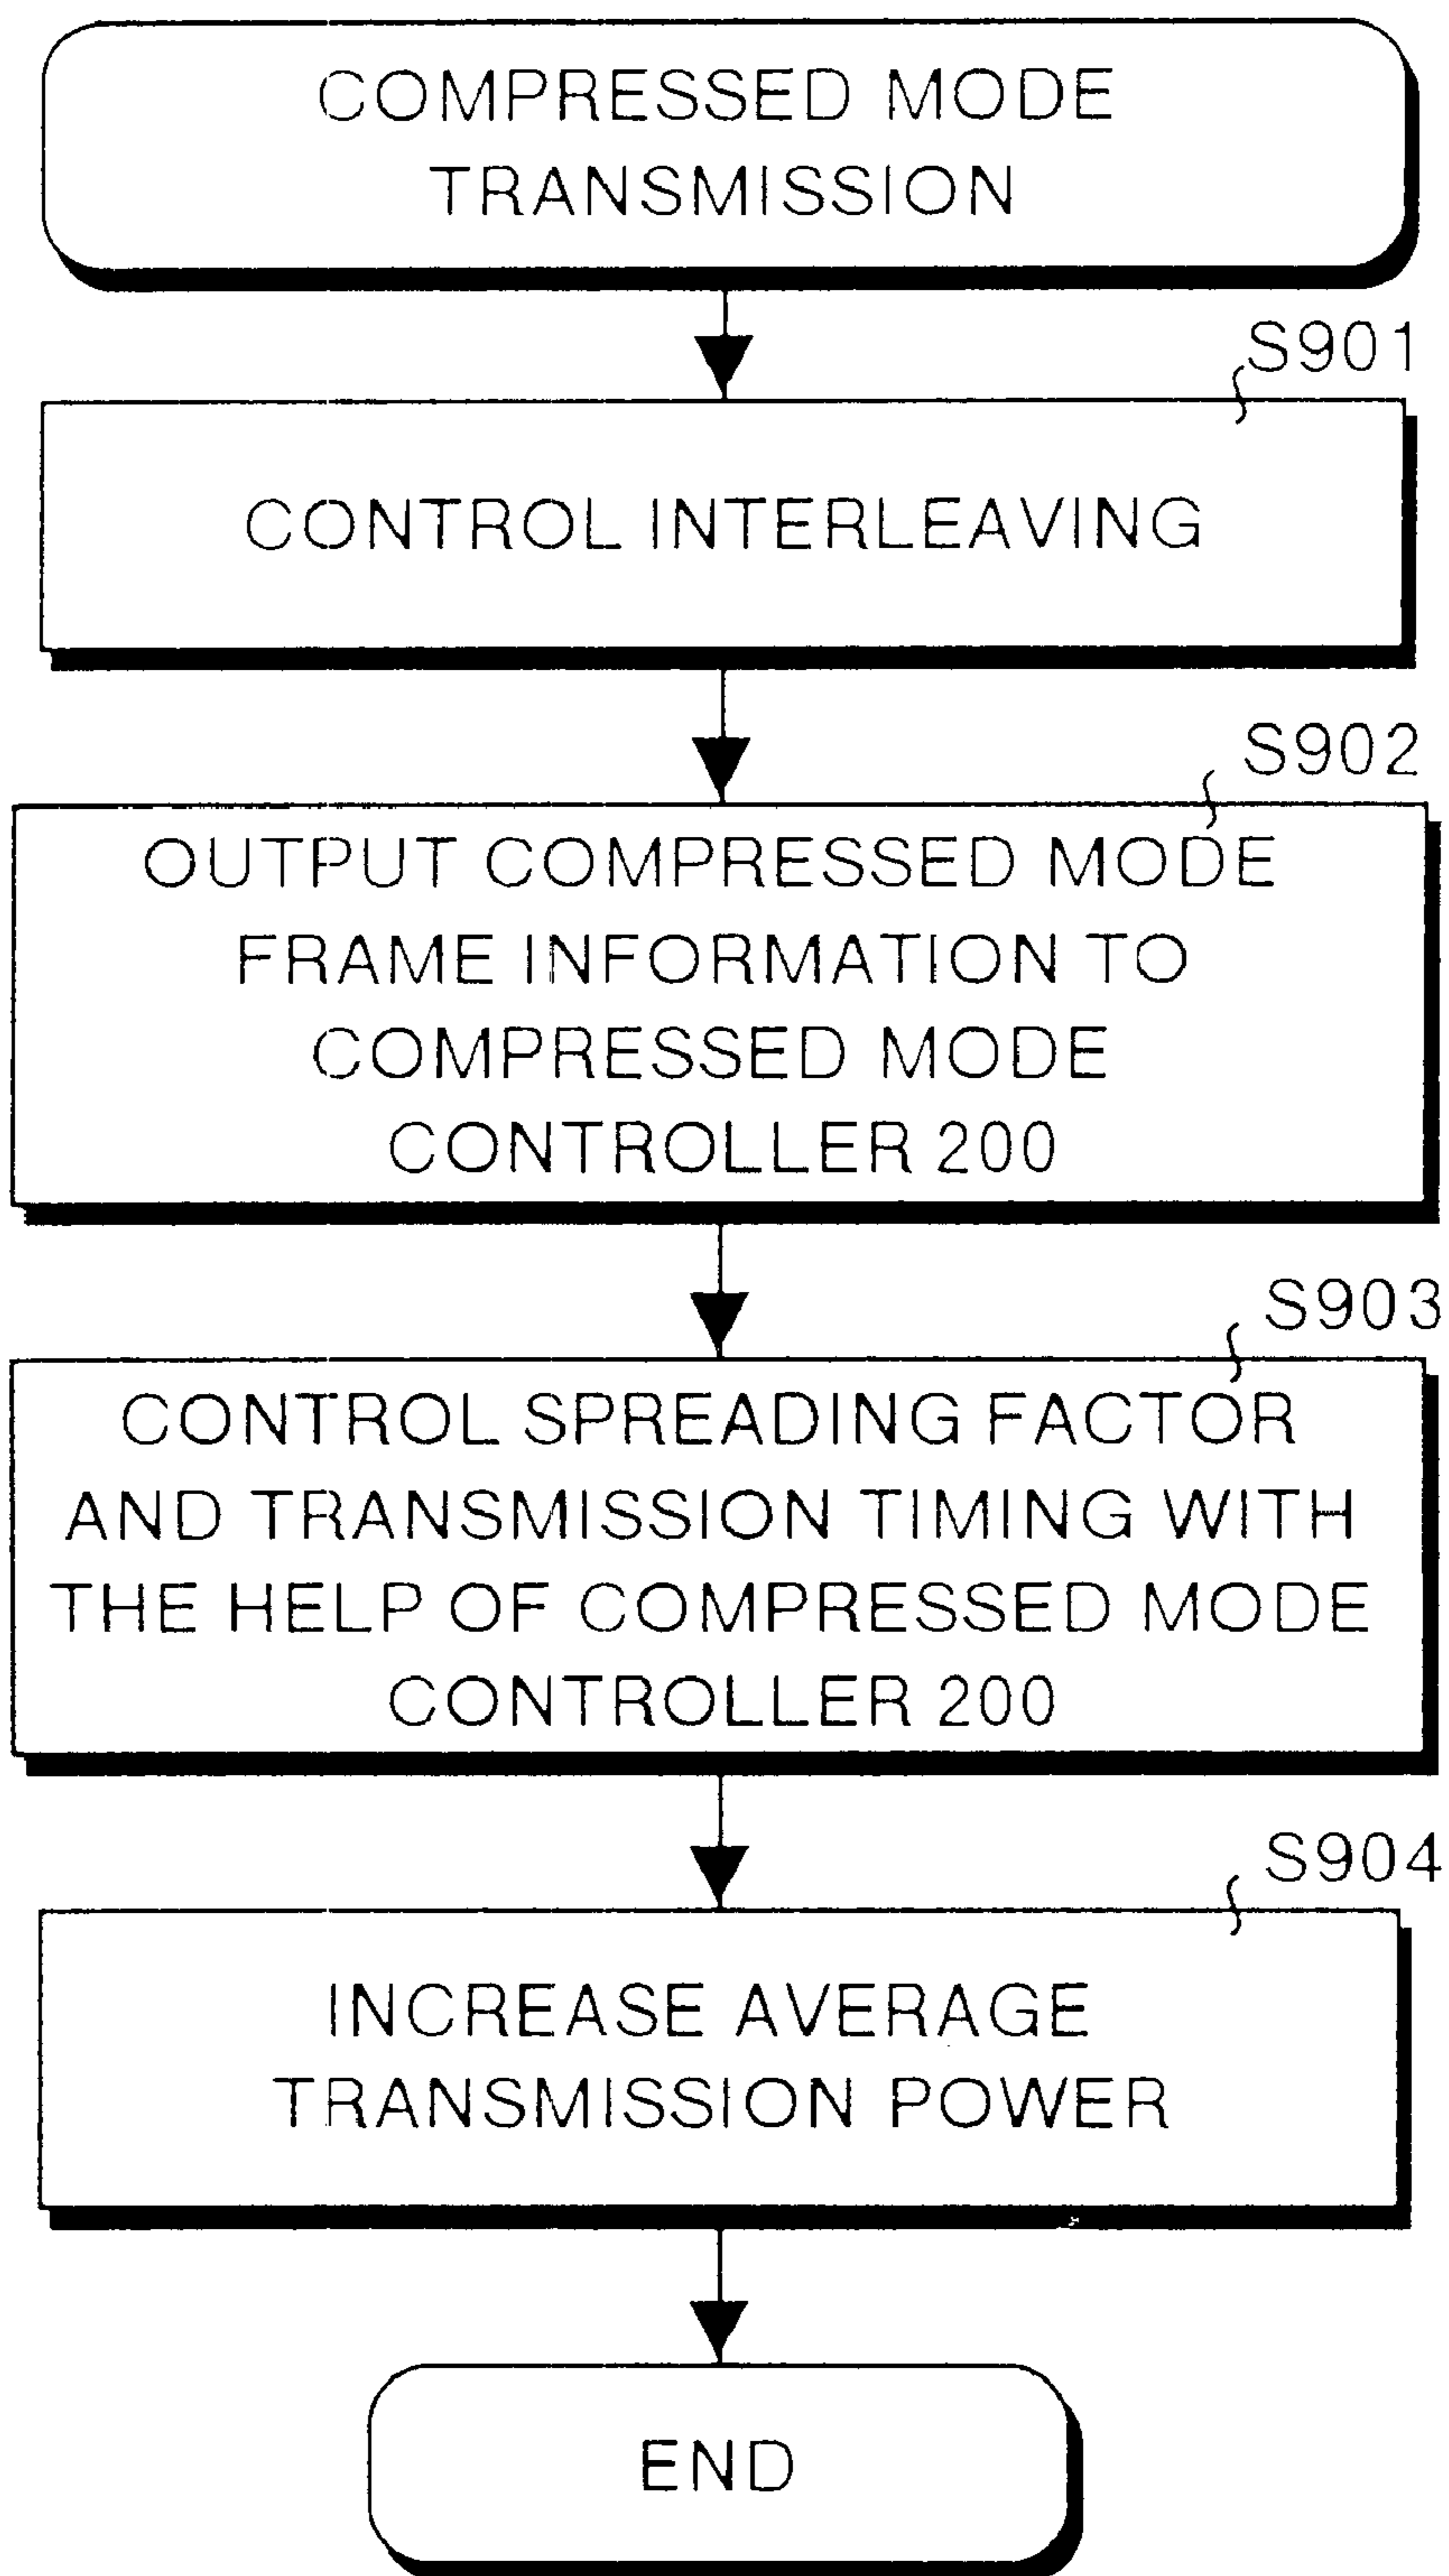 COMPRESSED MODE
TRANSMISSION
S901
CONTROL INTERLEAVING
S902
OUTPUT COMPRESSED MODE
FRAME INFORMATION TO
COMPRESSED MODE
CONTROLLER 200
S903
CONTROL SPREADING FACTOR
AND TRANSMISSION TIMING WITH
THE HELP OF COMPRESSED MODE
CONTROLLER 200
S904
INCREASE AVERAGE
TRANSMISSION POWER
END